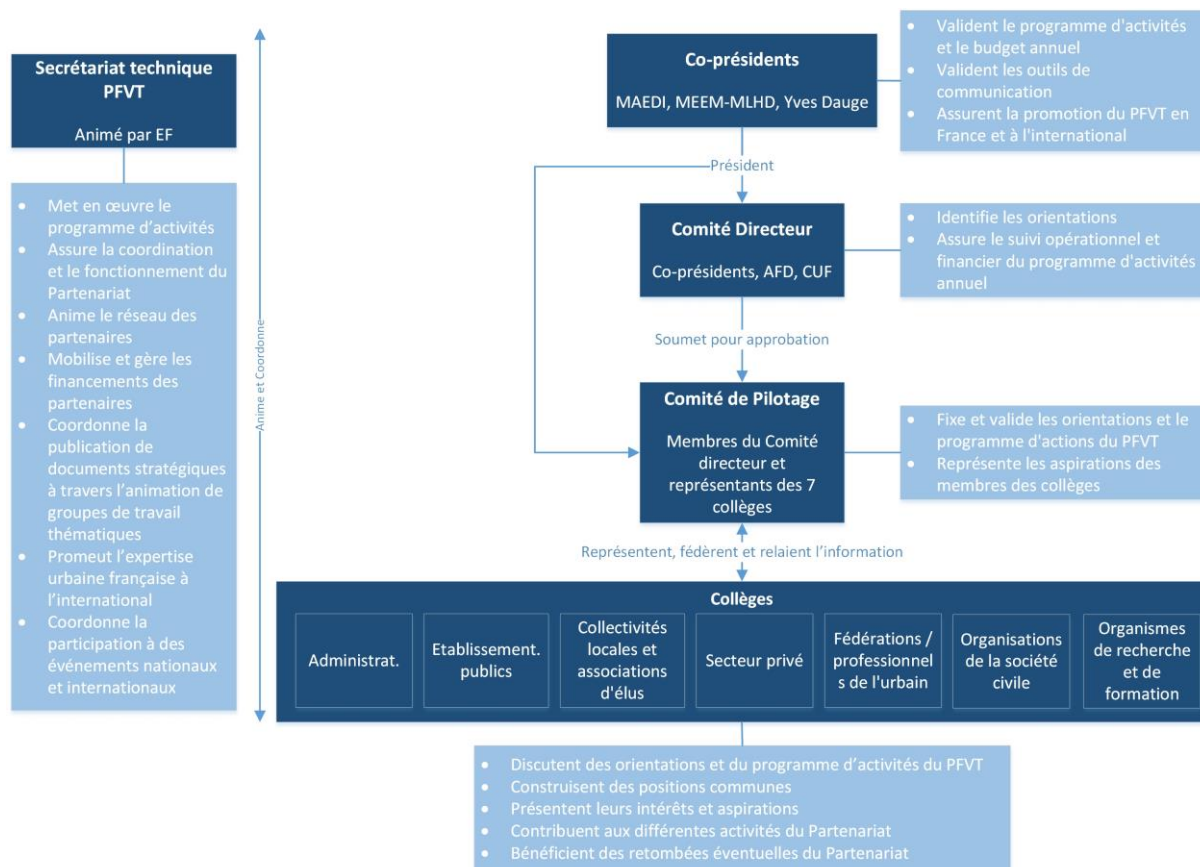 Secrétariat technique
PFVT
Animé par EF
• Met en œuvre le
programme d'activités
• Assure la coordination
et le fonctionnement du
Partenariat
• Anime le réseau des
partenaires
• Mobilise et gère les
financements des
partenaires
• Coordonne la
publication de
documents stratégiques
à travers l'animation de
groupes de travail
thématiques
• Promeut l'expertise
urbaine française à
l'international
• Coordonne la
participation à des
événements nationaux
et internationaux
Anime et Coordonne
Co-présidents
MAEDI, MEEM-MLHD, Yves Dauge
• Valident le programme d'activités
et le budget annuel
• Valident les outils de
communication
• Assurent la promotion du PFVT en
France et à l'international
Président
Comité Directeur
Co-présidents, AFD, CUF
• Identifie les orientations
• Assure le suivi opérationnel et
financier du programme d'activités
annuel
Soumet pour approbation
Comité de Pilotage
Membres du Comité
directeur et
représentants des 7
collèges
• Fixe et valide les orientations et le
programme d'actions du PFVT
• Représente les aspirations des
membres des collèges
Représentent, fédèrent et relaient l'information
Collèges
Administrat.
Etablissement.
publics
Collectivités
locales et
associations
d'élus
Secteur privé
Fédérations /
professionnel
s de l'urbain
Organisations
de la société
civile
Organismes
de recherche
et de
formation
• Discutent des orientations et du programme d'activités du PFVT
• Construisent des positions communes
• Présentent leurs intérêts et aspirations
• Contribuent aux différentes activités du Partenariat
• Bénéficient des retombées éventuelles du Partenariat